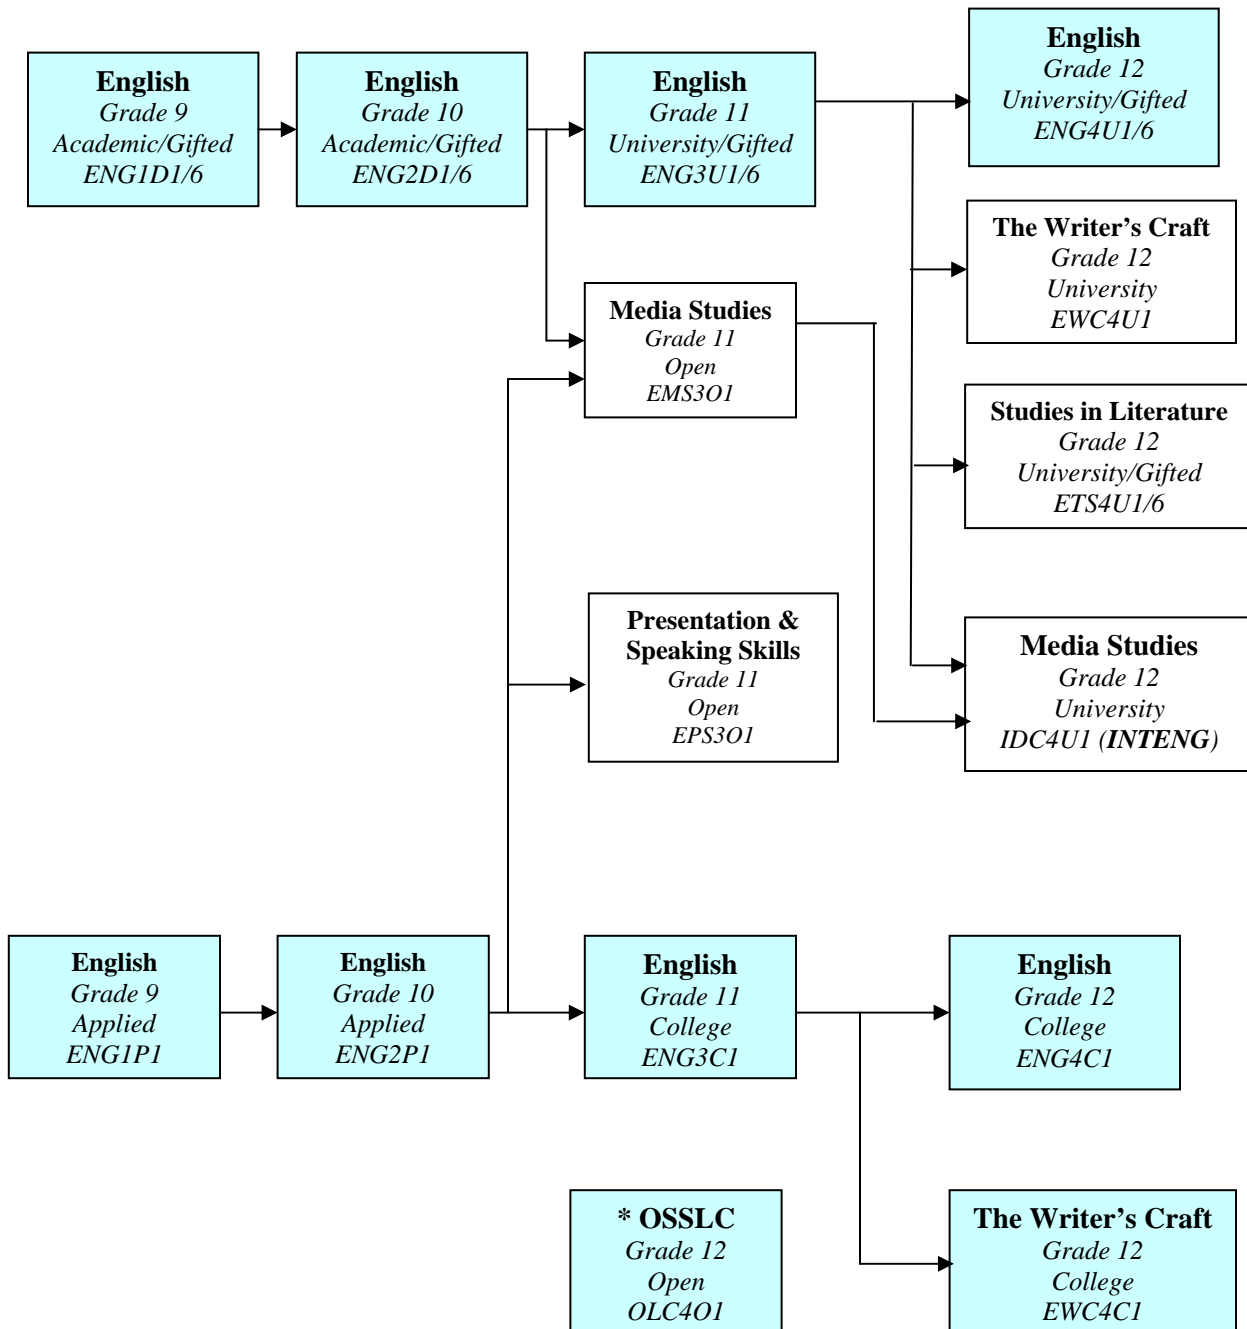 English
Grade 9
Academic/Gifted
ENG1D1/6
English
Grade 10
Academic/Gifted
ENG2D1/6
English
Grade 11
University/Gifted
ENG3U1/6
English
Grade 12
University/Gifted
ENG4U1/6
The Writer's Craft
Grade 12
University
EWC4U1
Media Studies
Grade 11
Open
EMS3O1
Studies in Literature
Grade 12
University/Gifted
ETS4U1/6
Presentation &
Speaking Skills
Grade 11
Open
EPS3O1
Media Studies
Grade 12
University
IDC4U1 (INTENG)
English
Grade 9
Applied
ENG1P1
English
Grade 10
Applied
ENG2P1
English
Grade 11
College
ENG3C1
English
Grade 12
College
ENG4C1
* OSSLC
Grade 12
Open
OLC4O1
The Writer's Craft
Grade 12
College
EWC4C1